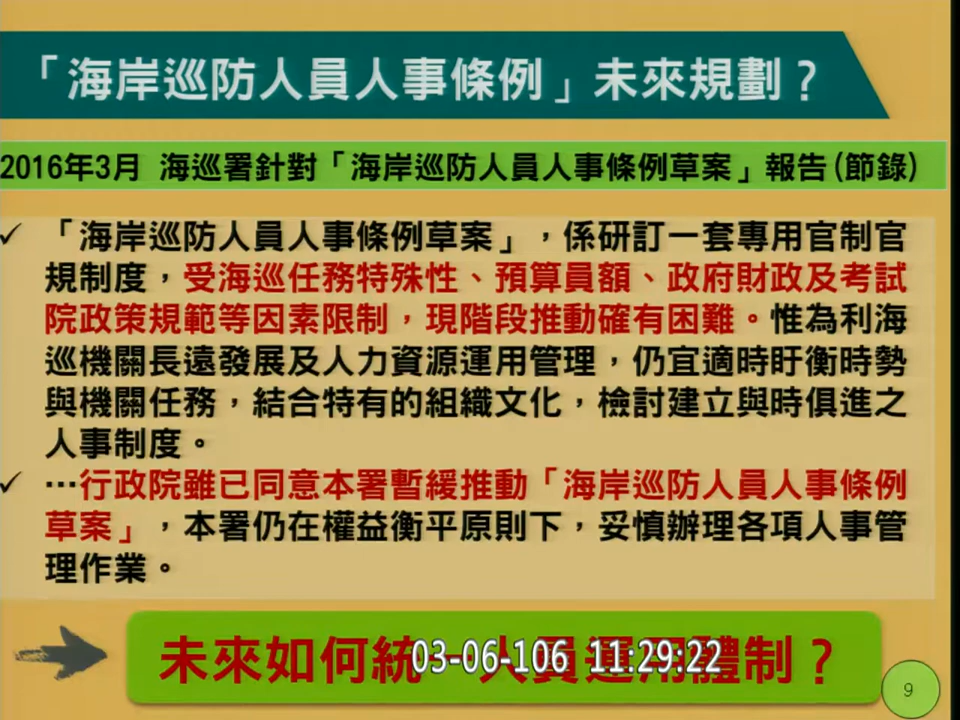 「海岸巡防人員人事條例」未來規劃？
2016年3月 海巡署針對「海岸巡防人員人事條例草案」報告(節錄)
✓ 「海岸巡防人員人事條例草案」，係研訂一套專用官制官
規制度，受海巡任務特殊性、預算員額、政府財政及考試
院政策規範等因素限制，現階段推動確有困難。惟為利海
巡機關長遠發展及人力資源運用管理，仍宜適時盱衡時勢
與機關任務，結合特有的組織文化，檢討建立與時俱進之
人事制度。
✓ …行政院雖已同意本署暫緩推動「海岸巡防人員人事條例
草案」，本署仍在權益衡平原則下，妥慎辦理各項人事管
理作業。
未來如何統一人員運用體制？
03-06-106 11:29:22
9